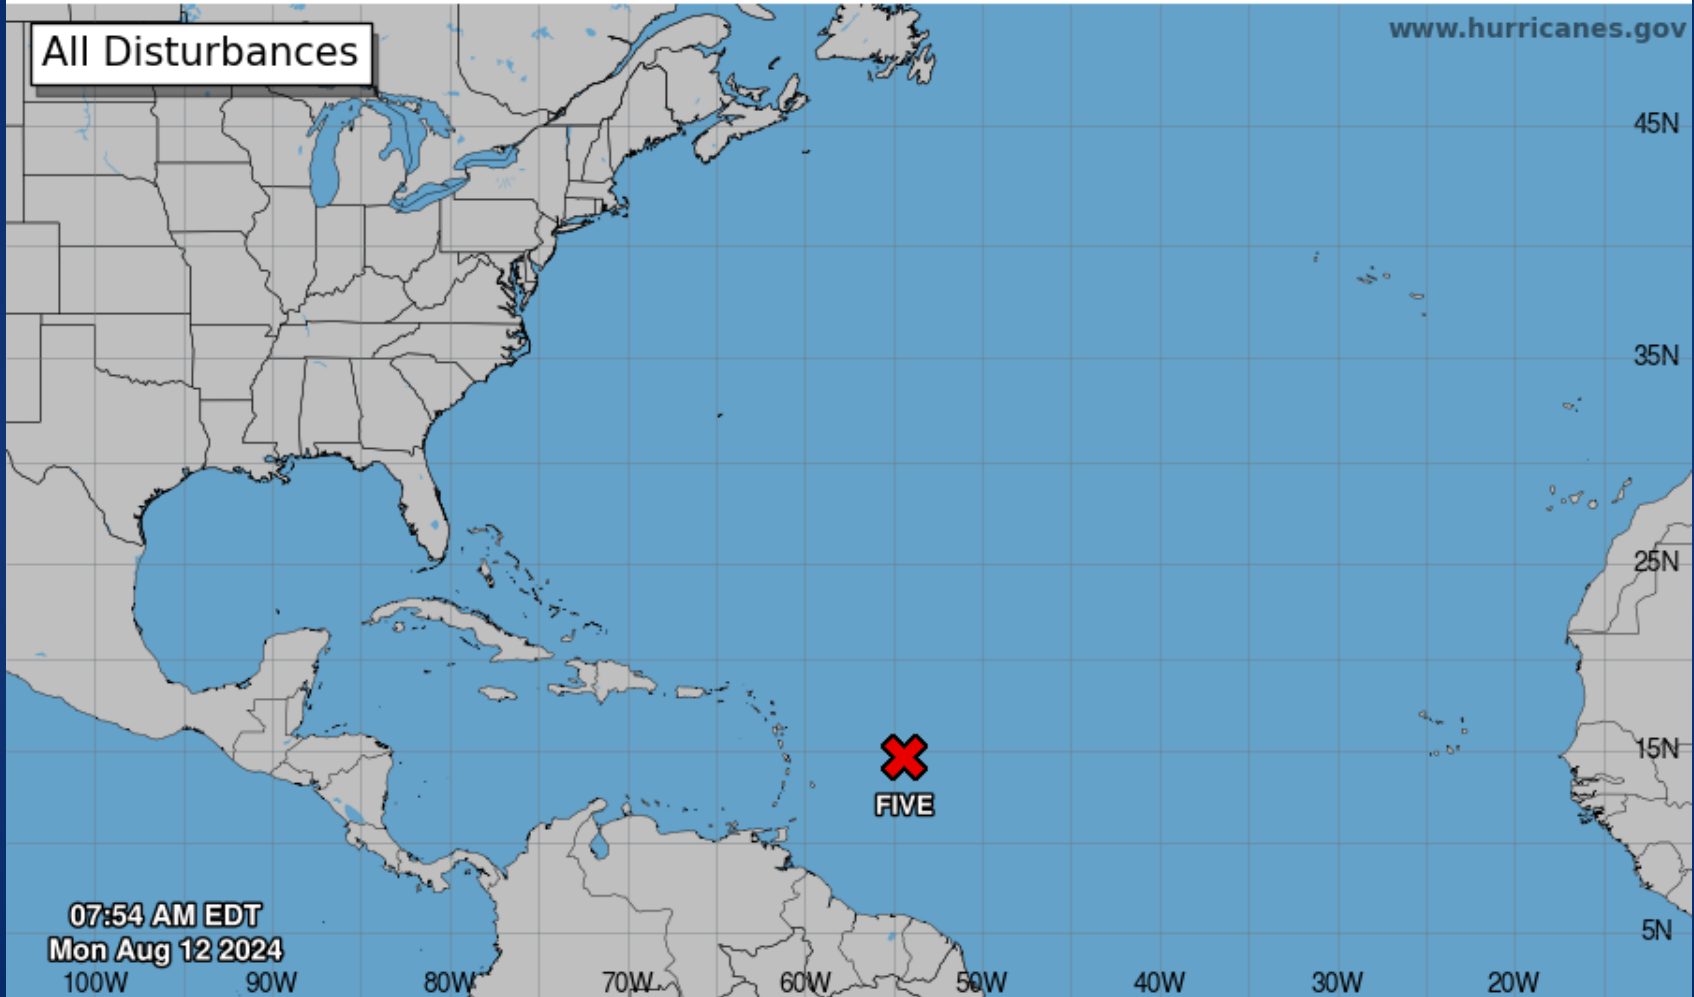 All Disturbances
www.hurricanes.gov
45N
35N
25N
15N
FIVE
5N
07:54 AM EDT
Mon Aug 12 2024
100W 90W 80W 70W 60W 50W 40W 30W 20W